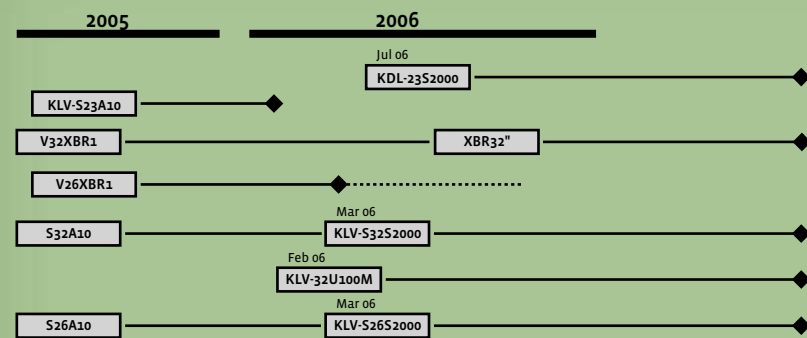 2005 2006
Jul 06
KDL-23S2000
KLV-S23A10
V32XBR1 XBR32"
V26XBR1
Mar 06
S32A10 KLV-S32S2000
Feb 06
KLV-32U100M
Mar 06
S26A10 KLV-S26S2000